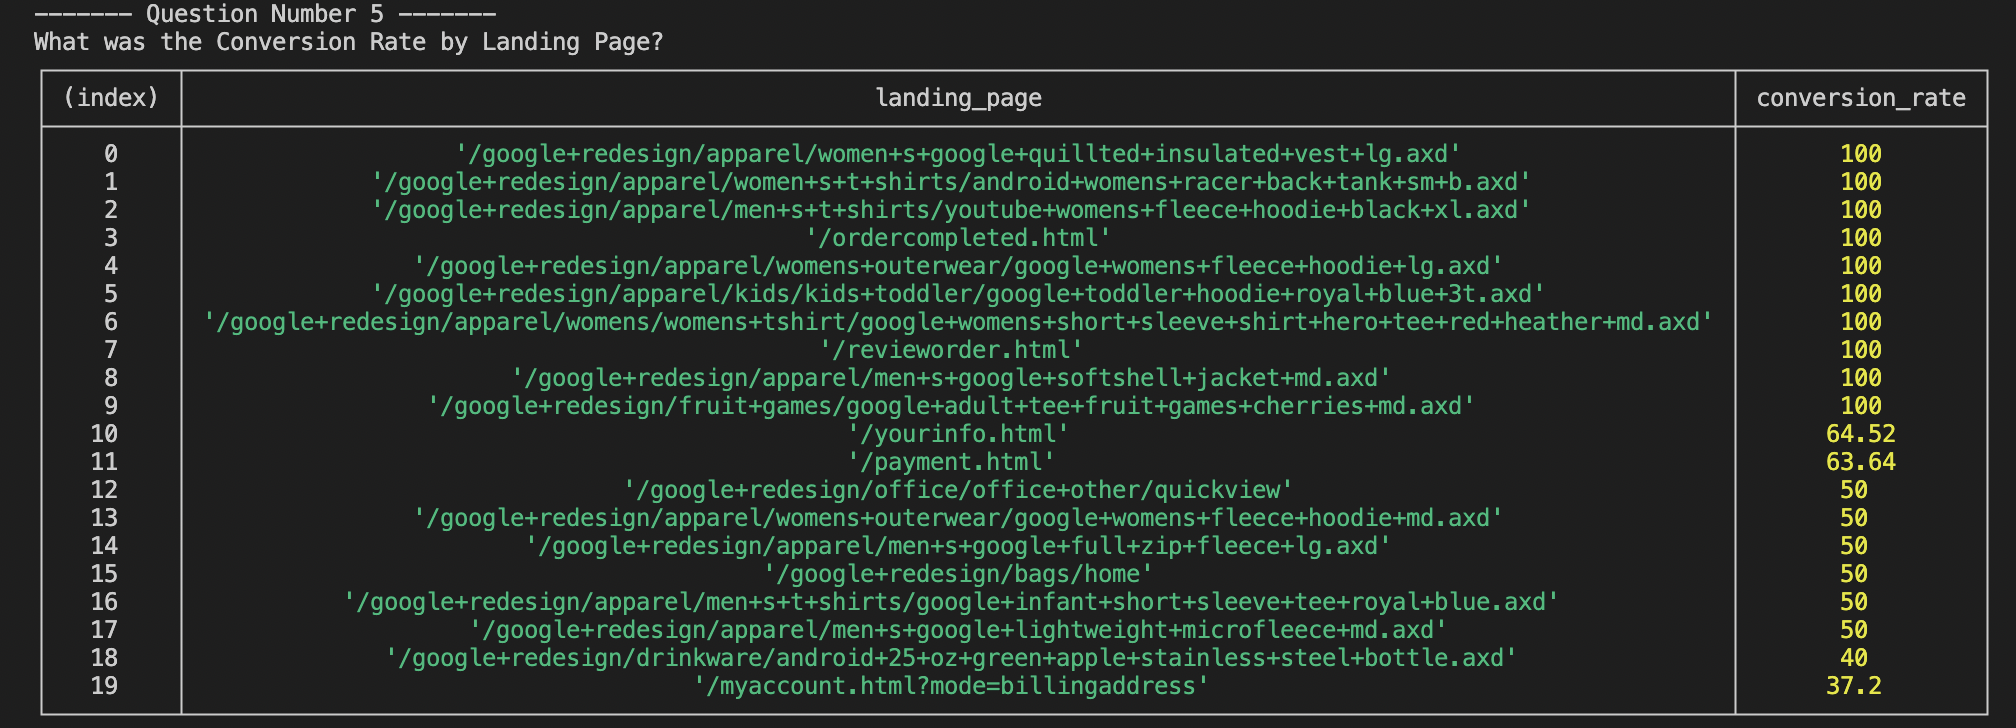 ------- Question Number 5 -------
What was the Conversion Rate by Landing Page?
(index) landing_page conversion_rate
0 '/google+redesign/apparel/women+s+google+quillted+insulated+vest+lg.axd' 100
1 '/google+redesign/apparel/women+s+t+shirts/android+womens+racer+back+tank+sm+b.axd' 100
2 '/google+redesign/apparel/men+s+t+shirts/youtube+womens+fleece+hoodie+black+xl.axd' 100
3 '/ordercompleted.html' 100
4 '/google+redesign/apparel/womens+outerwear/google+womens+fleece+hoodie+lg.axd' 100
5 '/google+redesign/apparel/kids/kids+toddler/google+toddler+hoodie+royal+blue+3t.axd' 100
6 '/google+redesign/apparel/womens/womens+tshirt/google+womens+short+sleeve+shirt+hero+tee+red+heather+md.axd' 100
7 '/revieworder.html' 100
8 '/google+redesign/apparel/men+s+google+softshell+jacket+md.axd' 100
9 '/google+redesign/fruit+games/google+adult+tee+fruit+games+cherries+md.axd' 100
10 '/yourinfo.html' 64.52
11 '/payment.html' 63.64
12 '/google+redesign/office/office+other/quickview' 50
13 '/google+redesign/apparel/womens+outerwear/google+womens+fleece+hoodie+md.axd' 50
14 '/google+redesign/apparel/men+s+google+full+zip+fleece+lg.axd' 50
15 '/google+redesign/bags/home' 50
16 '/google+redesign/apparel/men+s+t+shirts/google+infant+short+sleeve+tee+royal+blue.axd' 50
17 '/google+redesign/apparel/men+s+google+lightweight+microfleece+md.axd' 50
18 '/google+redesign/drinkware/android+25+oz+green+apple+stainless+steel+bottle.axd' 40
19 '/myaccount.html?mode=billingaddress' 37.2